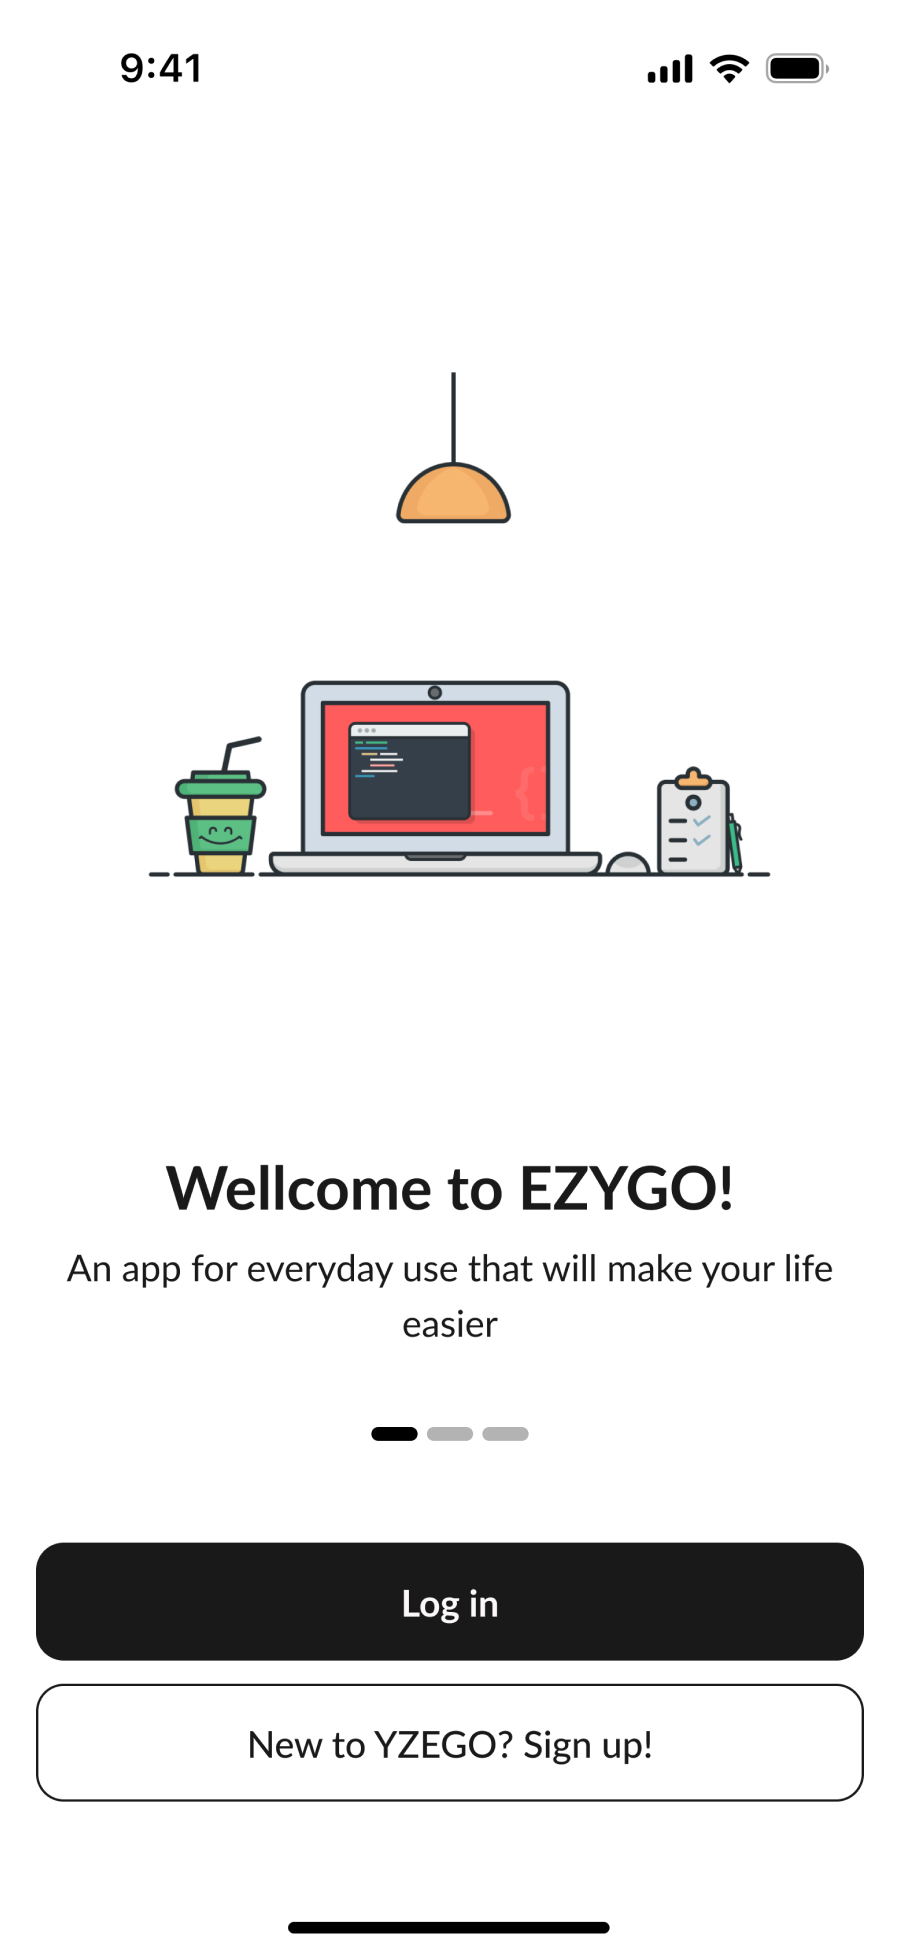 9:41
Wellcome to EZYGO!
An app for everyday use that will make your life
easier
Log in
New to YZEGO? Sign up!